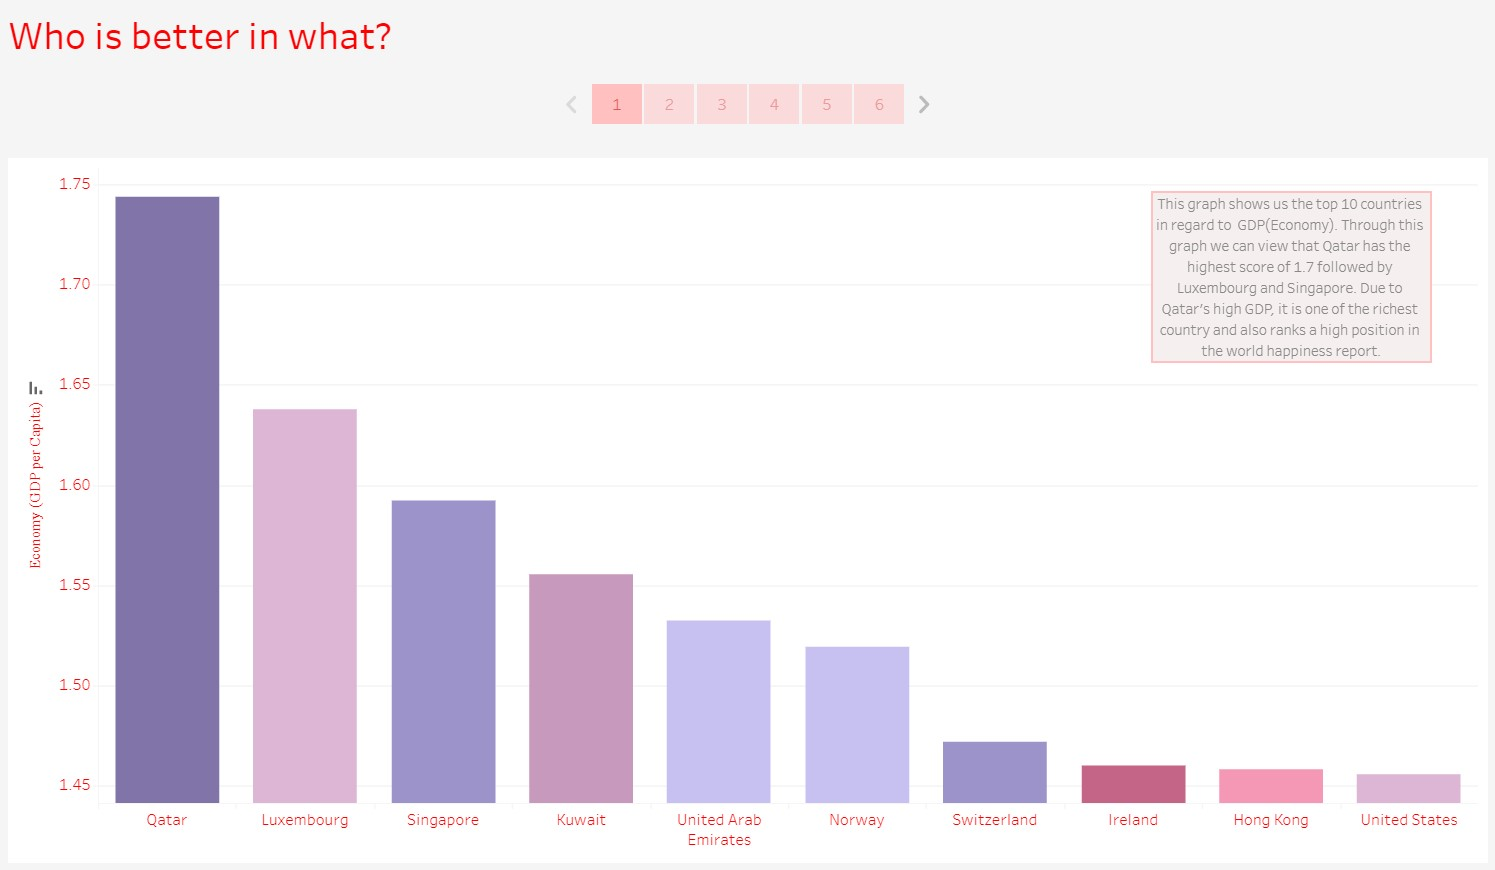 Who is better in what?
1 2 3 4 5 6
1.75
1.70
1.65
1.60
1.55
1.50
1.45
Economy (GDP per Capita)
This graph shows us the top 10 countries
in regard to GDP(Economy). Through this
graph we can view that Qatar has the
highest score of 1.7 followed by
Luxembourg and Singapore. Due to
Qatar's high GDP, it is one of the richest
country and also ranks a high position in
the world happiness report.
Qatar Luxembourg Singapore Kuwait United Arab Norway Switzerland Ireland Hong Kong United States
Emirates